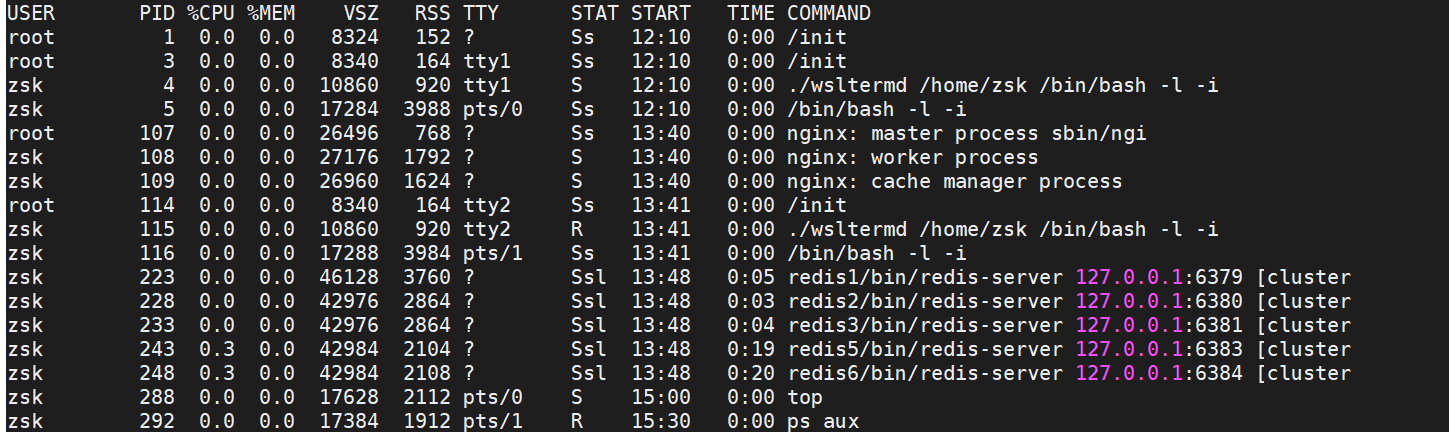 USER       PID %CPU %MEM    VSZ   RSS TTY      STAT START   TIME COMMAND
root         1  0.0  0.0   8324   152 ?        Ss   12:10   0:00 /init
root         3  0.0  0.0   8340   164 tty1     Ss   12:10   0:00 /init
zsk          4  0.0  0.0  10860   920 tty1     S    12:10   0:00 ./wsltermd /home/zsk /bin/bash -l -i
zsk          5  0.0  0.0  17284  3988 pts/0    Ss   12:10   0:00 /bin/bash -l -i
root       107  0.0  0.0  26496   768 ?        Ss   13:40   0:00 nginx: master process sbin/ngi
zsk        108  0.0  0.0  27176  1792 ?        S    13:40   0:00 nginx: worker process
zsk        109  0.0  0.0  26960  1624 ?        S    13:40   0:00 nginx: cache manager process
root       114  0.0  0.0   8340   164 tty2     Ss   13:41   0:00 /init
zsk        115  0.0  0.0  10860   920 tty2     R    13:41   0:00 ./wsltermd /home/zsk /bin/bash -l -i
zsk        116  0.0  0.0  17288  3984 pts/1    Ss   13:41   0:00 /bin/bash -l -i
zsk        223  0.0  0.0  46128  3760 ?        Ssl  13:48   0:05 redis1/bin/redis-server 127.0.0.1:6379 [cluster
zsk        228  0.0  0.0  42976  2864 ?        Ssl  13:48   0:03 redis2/bin/redis-server 127.0.0.1:6380 [cluster
zsk        233  0.0  0.0  42976  2864 ?        Ssl  13:48   0:04 redis3/bin/redis-server 127.0.0.1:6381 [cluster
zsk        243  0.3  0.0  42984  2104 ?        Ssl  13:48   0:19 redis5/bin/redis-server 127.0.0.1:6383 [cluster
zsk        248  0.3  0.0  42984  2108 ?        Ssl  13:48   0:20 redis6/bin/redis-server 127.0.0.1:6384 [cluster
zsk        288  0.0  0.0  17628  2112 pts/0    S    15:00   0:00 top
zsk        292  0.0  0.0  17384  1912 pts/1    R    15:30   0:00 ps aux